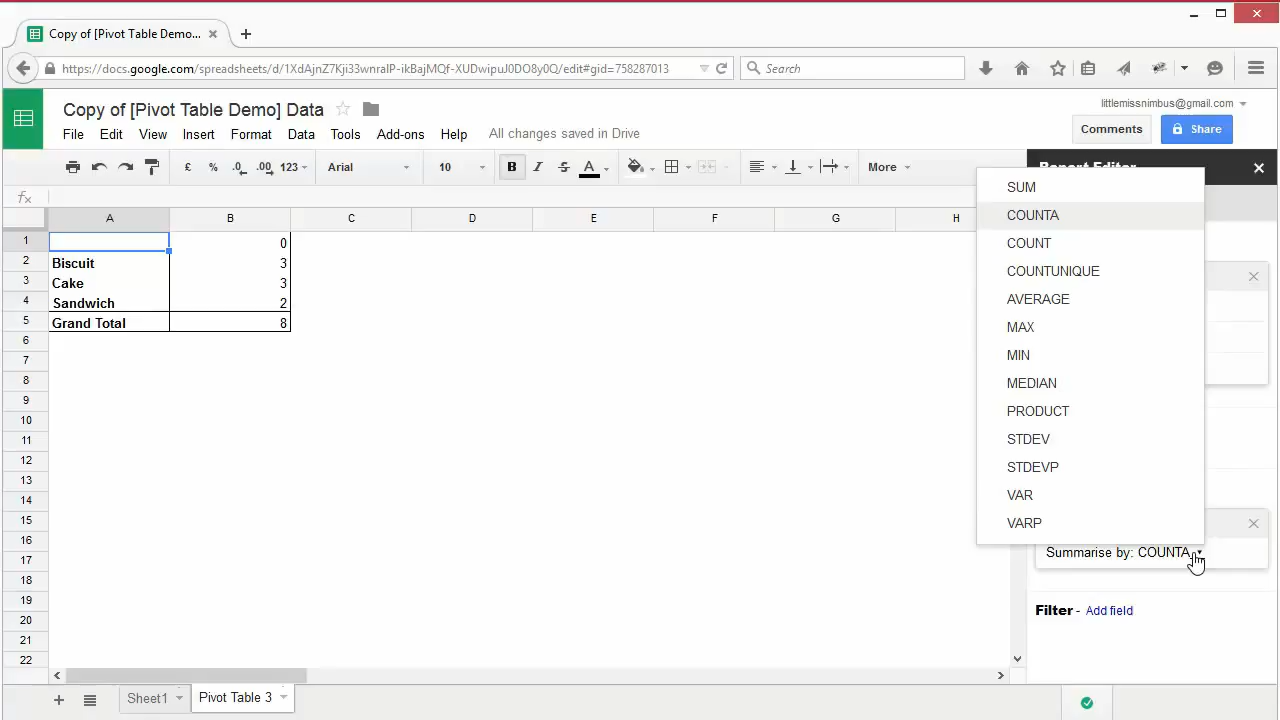 Copy of [Pivot Table Demo...
https://docs.google.com/spreadsheets/d/1XdAjnZ7Kji33wnralP-ikBajMQf-XUDwipuJ0DO8y0Q/edit#gid=758287013
Search
Copy of [Pivot Table Demo] Data
littlemissnimbus@gmail.com
File Edit View Insert Format Data Tools Add-ons Help All changes saved in Drive
Comments Share
£ % .0 .00 123 Arial 10 B I S A More
Report Editor
fx
A B C D E F G H
1 0
2 Biscuit 3
3 Cake 3
4 Sandwich 2
5 Grand Total 8
6
7
8
9
10
11
12
13
14
15
16
17
18
19
20
21
22
SUM
COUNTA
COUNT
COUNTUNIQUE
AVERAGE
MAX
MIN
MEDIAN
PRODUCT
STDEV
STDEVP
VAR
VARP
Summarise by: COUNTA
Filter - Add field
Sheet1 Pivot Table 3